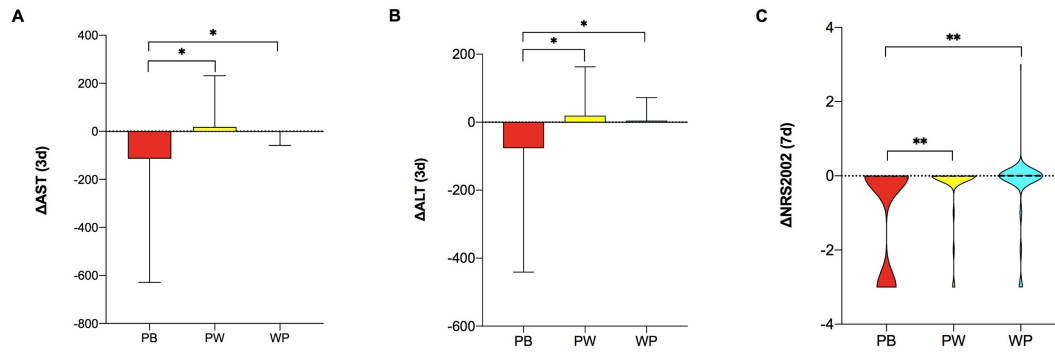 A
ΔAST (3d)
400
200
0
-200
-400
-600
-800
*
*
PB PW WP
B
ΔALT (3d)
200
0
-200
-400
-600
*
*
PB PW WP
C
ΔNRS2002 (7d)
4
2
0
-2
-4
**
**
PB PW WP